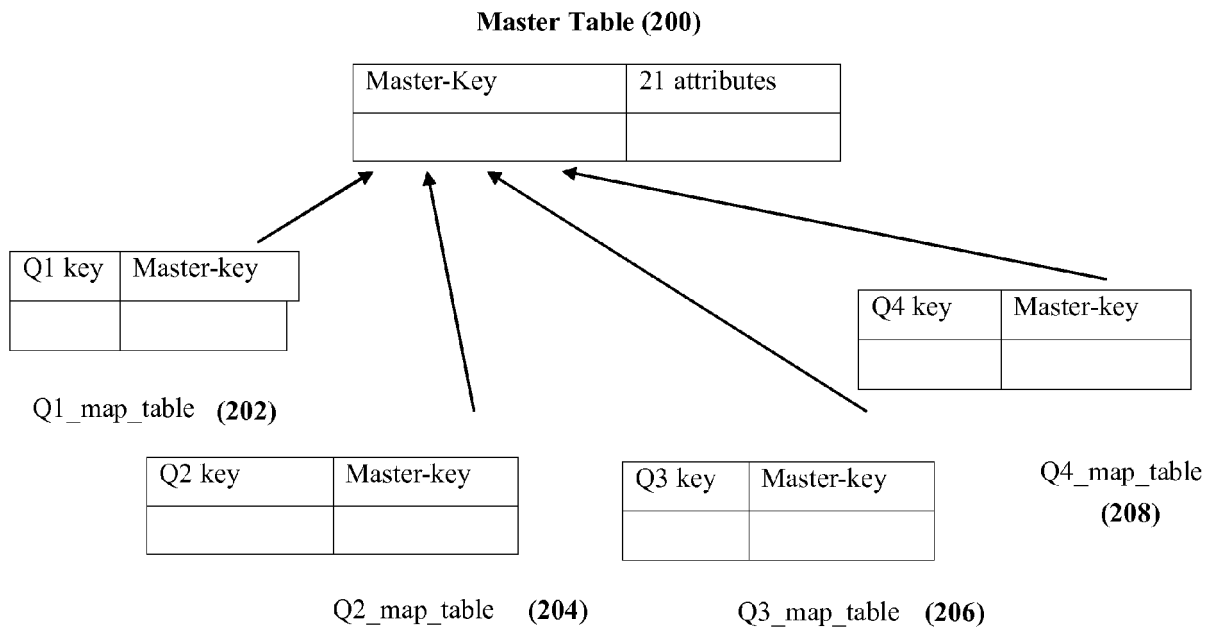 Master Table (200)
Master-Key 21 attributes
Q1 key Master-key
Q4 key Master-key
Q1_map_table (202)
Q2 key Master-key
Q3 key Master-key
Q4_map_table
(208)
Q2_map_table (204)
Q3_map_table (206)